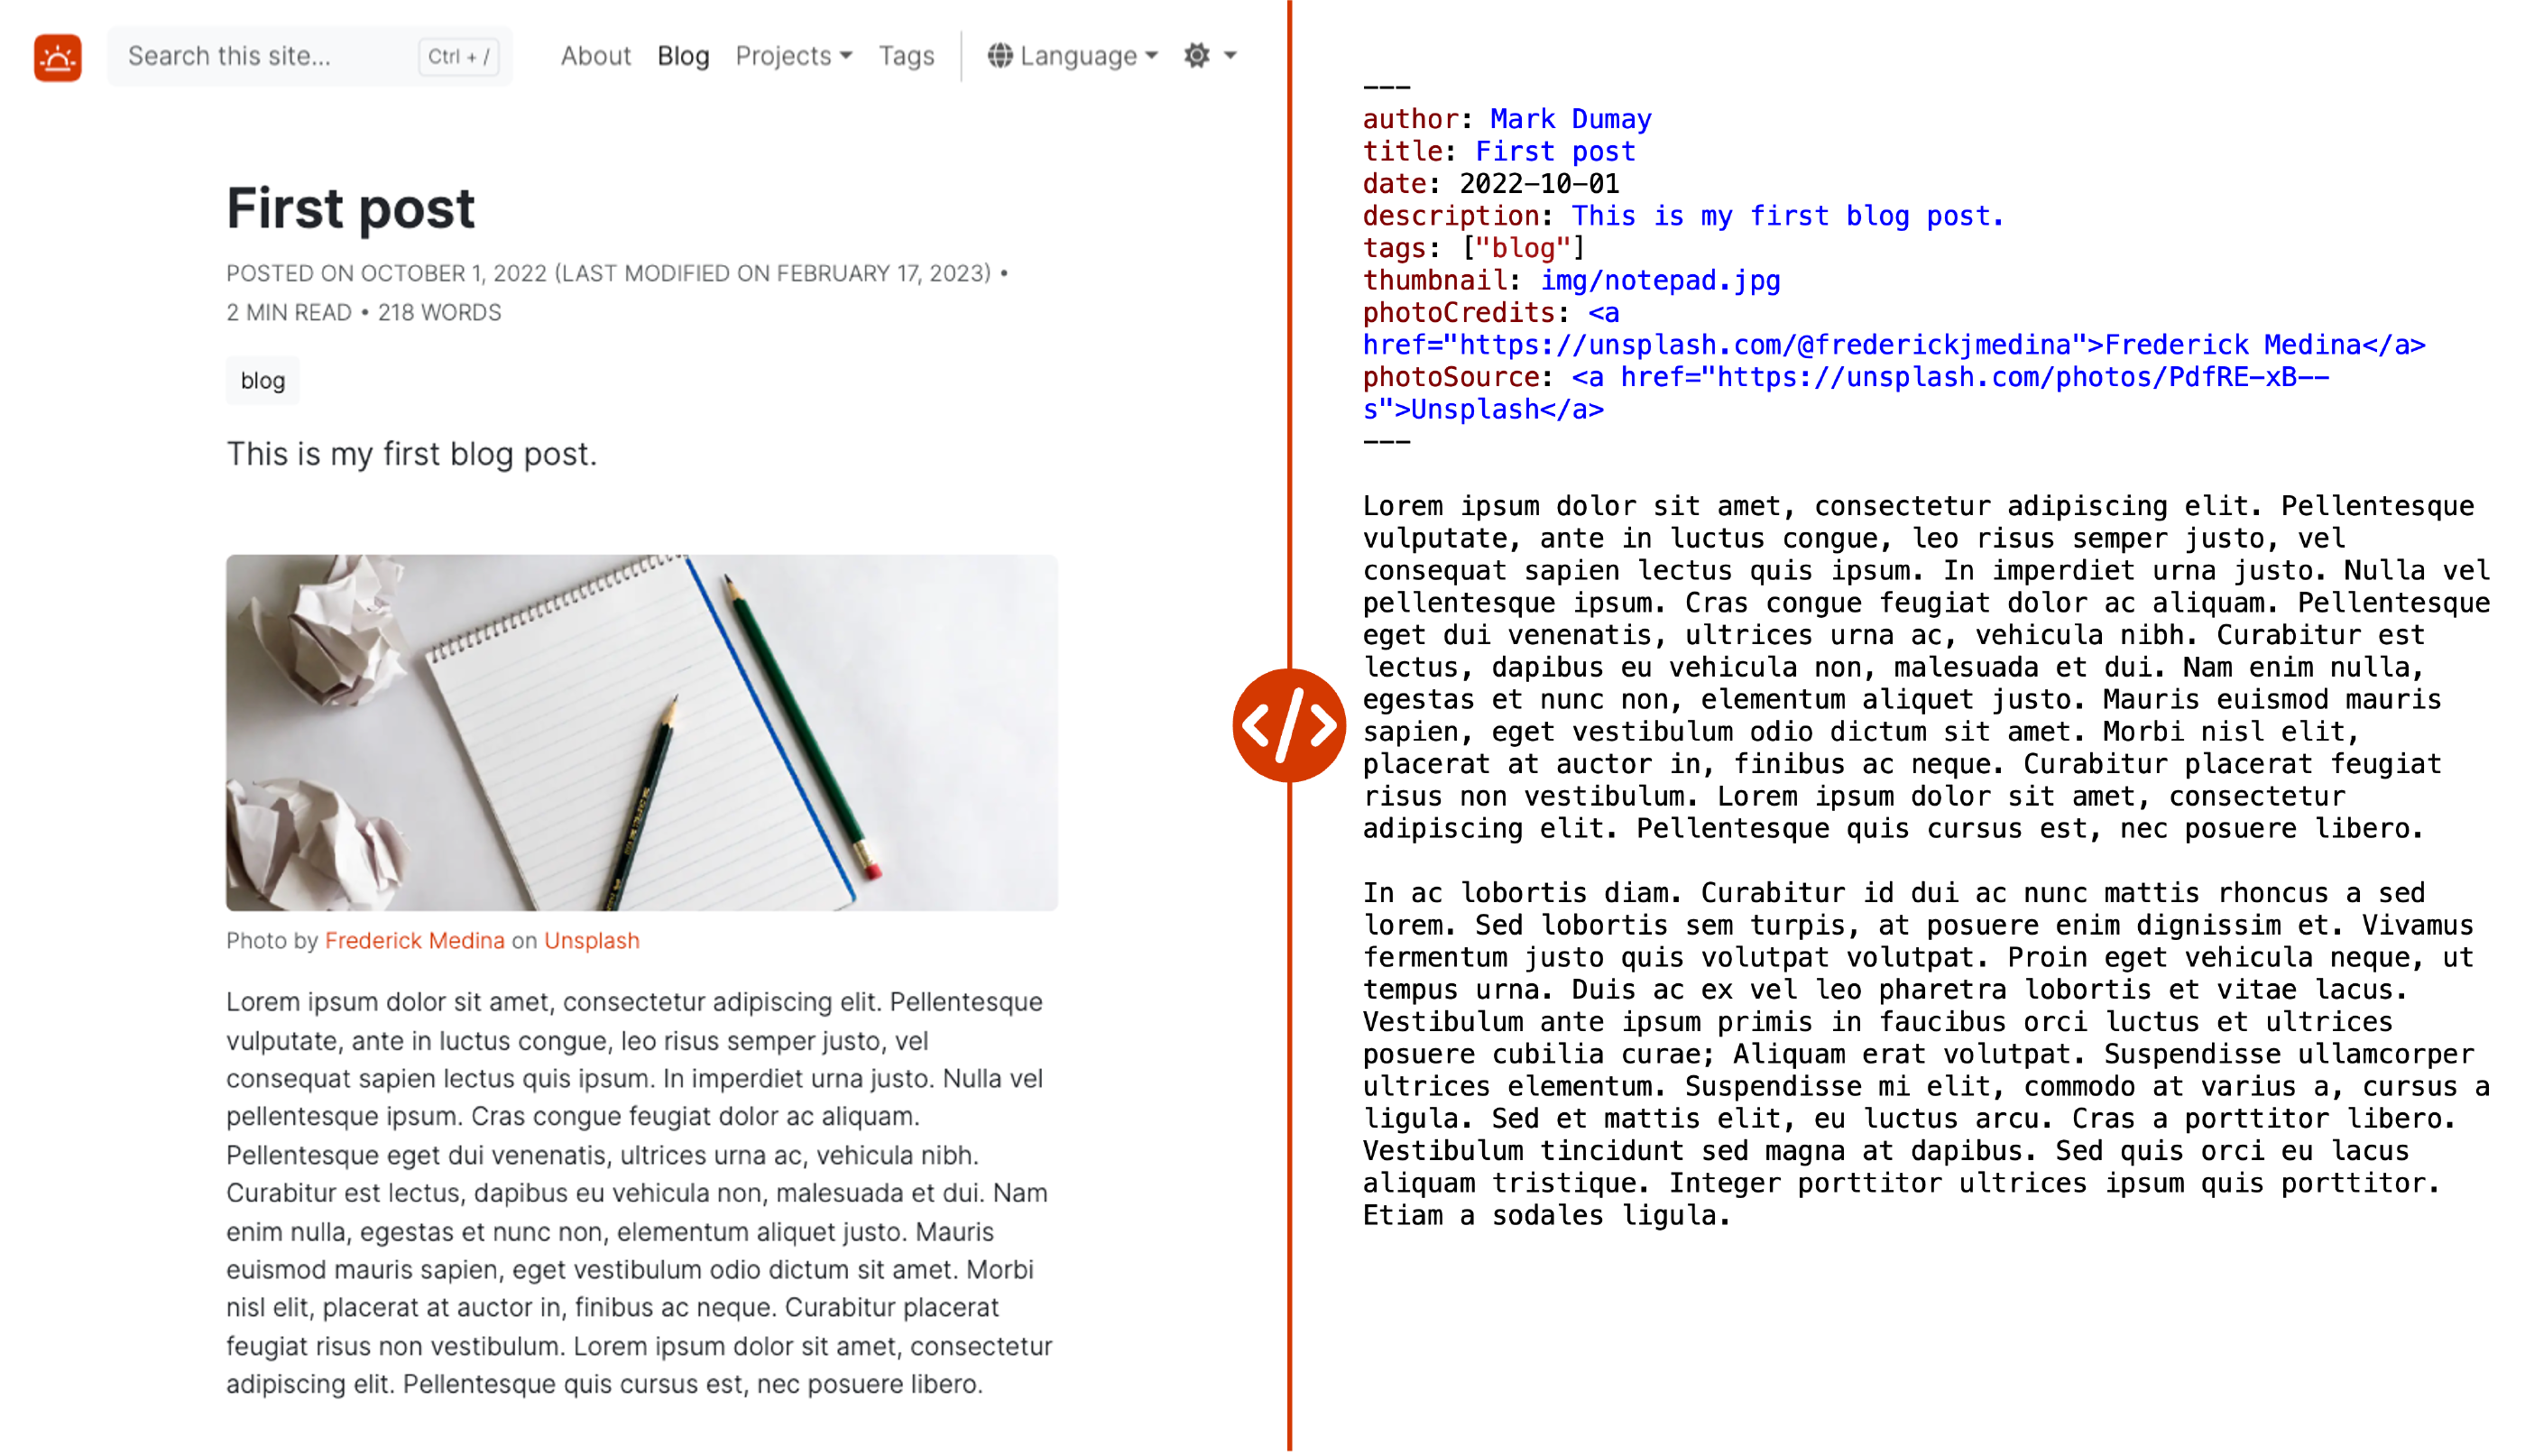 Search this site... Ctrl + /
About Blog Projects Tags Language
First post
POSTED ON OCTOBER 1, 2022 (LAST MODIFIED ON FEBRUARY 17, 2023) •
2 MIN READ • 218 WORDS
blog
This is my first blog post.
Photo by Frederick Medina on Unsplash
Lorem ipsum dolor sit amet, consectetur adipiscing elit. Pellentesque
vulputate, ante in luctus congue, leo risus semper justo, vel
consequat sapien lectus quis ipsum. In imperdiet urna justo. Nulla vel
pellentesque ipsum. Cras congue feugiat dolor ac aliquam.
Pellentesque eget dui venenatis, ultrices urna ac, vehicula nibh.
Curabitur est lectus, dapibus eu vehicula non, malesuada et dui. Nam
enim nulla, egestas et nunc non, elementum aliquet justo. Mauris
euismod mauris sapien, eget vestibulum odio dictum sit amet. Morbi
nisl elit, placerat at auctor in, finibus ac neque. Curabitur placerat
feugiat risus non vestibulum. Lorem ipsum dolor sit amet, consectetur
adipiscing elit. Pellentesque quis cursus est, nec posuere libero.
</>
---
author: Mark Dumay
title: First post
date: 2022-10-01
description: This is my first blog post.
tags: ["blog"]
thumbnail: img/notepad.jpg
photoCredits: <a
href="https://unsplash.com/@frederickjmedina">Frederick Medina</a>
photoSource: <a href="https://unsplash.com/photos/PdfRE-xB--
s">Unsplash</a>
---
Lorem ipsum dolor sit amet, consectetur adipiscing elit. Pellentesque
vulputate, ante in luctus congue, leo risus semper justo, vel
consequat sapien lectus quis ipsum. In imperdiet urna justo. Nulla vel
pellentesque ipsum. Cras congue feugiat dolor ac aliquam. Pellentesque
eget dui venenatis, ultrices urna ac, vehicula nibh. Curabitur est
lectus, dapibus eu vehicula non, malesuada et dui. Nam enim nulla,
egestas et nunc non, elementum aliquet justo. Mauris euismod mauris
sapien, eget vestibulum odio dictum sit amet. Morbi nisl elit,
placerat at auctor in, finibus ac neque. Curabitur placerat feugiat
risus non vestibulum. Lorem ipsum dolor sit amet, consectetur
adipiscing elit. Pellentesque quis cursus est, nec posuere libero.
In ac lobortis diam. Curabitur id dui ac nunc mattis rhoncus a sed
lorem. Sed lobortis sem turpis, at posuere enim dignissim et. Vivamus
fermentum justo quis volutpat volutpat. Proin eget vehicula neque, ut
tempus urna. Duis ac ex vel leo pharetra lobortis et vitae lacus.
Vestibulum ante ipsum primis in faucibus orci luctus et ultrices
posuere cubilia curae; Aliquam erat volutpat. Suspendisse ullamcorper
ultrices elementum. Suspendisse mi elit, commodo at varius a, cursus a
ligula. Sed et mattis elit, eu luctus arcu. Cras a porttitor libero.
Vestibulum tincidunt sed magna at dapibus. Sed quis orci eu lacus
aliquam tristique. Integer porttitor ultrices ipsum quis porttitor.
Etiam a sodales ligula.